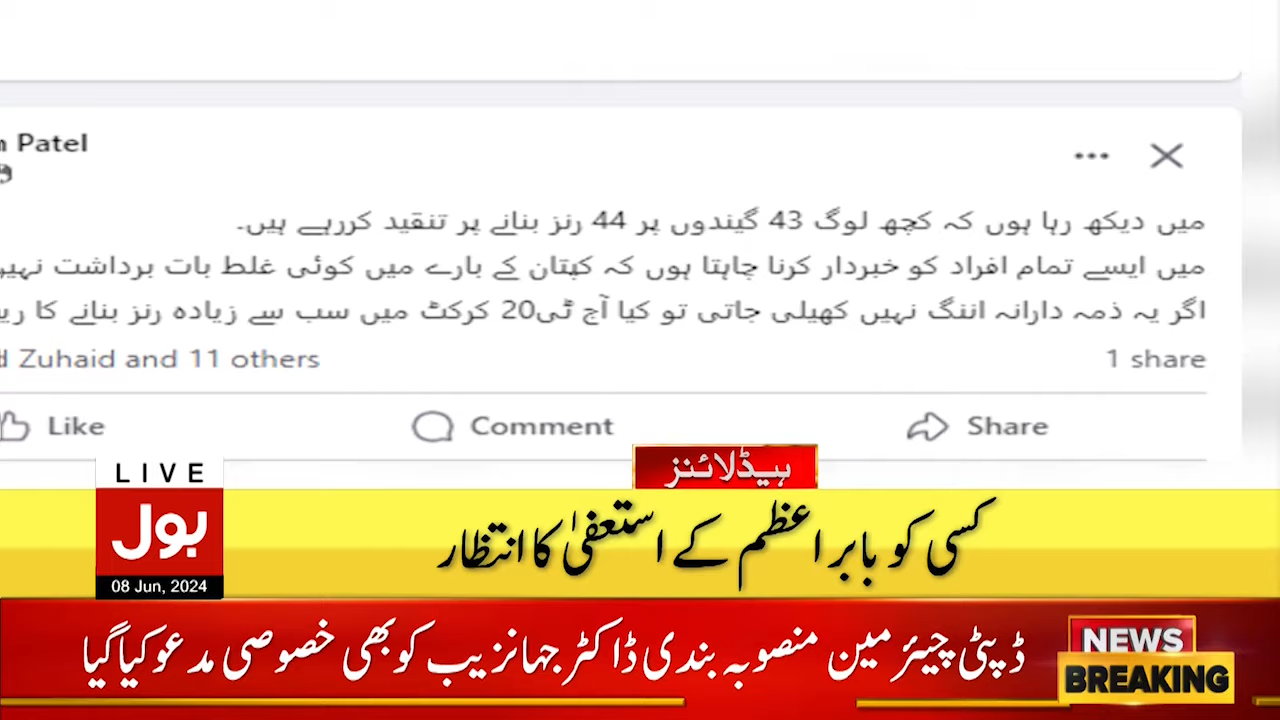 Patel
میں دیکھ رہا ہوں کہ کچھ لوگ 43 گیندوں پر 44 رنز بنانے پر تنقید کررہے ہیں۔
میں ایسے تمام افراد کو خبردار کرنا چاہتا ہوں کہ کپتان کے بارے میں کوئی غلط بات برداشت نہیں
اگر یہ ذمہ دارانہ اننگ نہیں کھیلی جاتی تو کیا آج ٹی20 کرکٹ میں سب سے زیادہ رنز بنانے کا
Zuhaid and 11 others
1 share
Like
Comment
Share
ہیڈلائنز
LIVE
بول
08 Jun, 2024
کسی کو بابر اعظم کے استعفیٰ کا انتظار
ڈپٹی چیئرمین منصوبہ بندی ڈاکٹر جہانزیب کو بھی خصوصی مدعو کیا گیا
NEWS
BREAKING